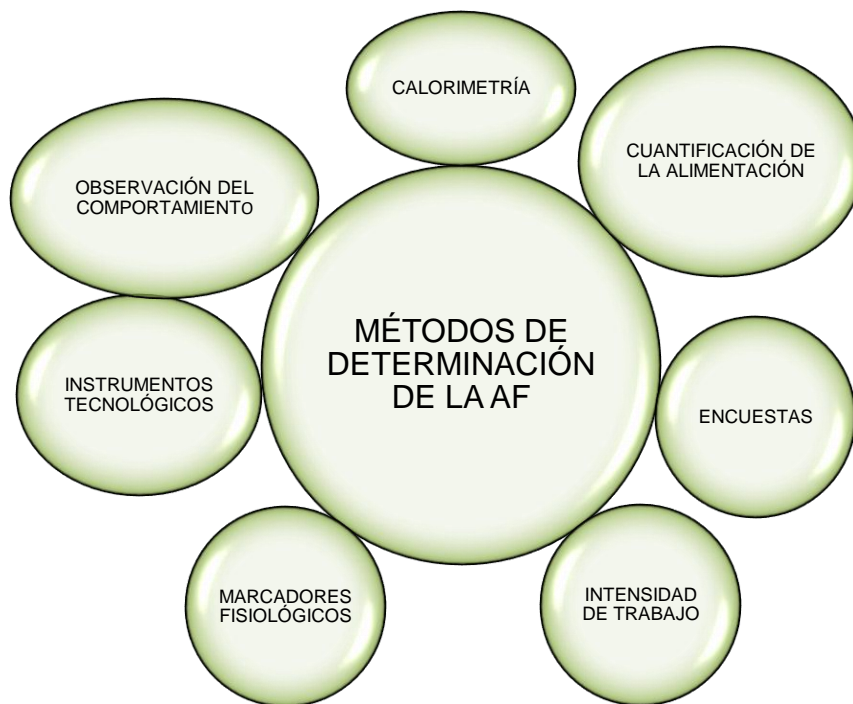 CALORIMETRÍA
CUANTIFICACIÓN DE
LA ALIMENTACIÓN
OBSERVACIÓN DEL
COMPORTAMIENTO
MÉTODOS DE
DETERMINACIÓN
DE LA AF
INSTRUMENTOS
TECNOLÓGICOS
ENCUESTAS
MARCADORES
FISIOLÓGICOS
INTENSIDAD
DE TRABAJO